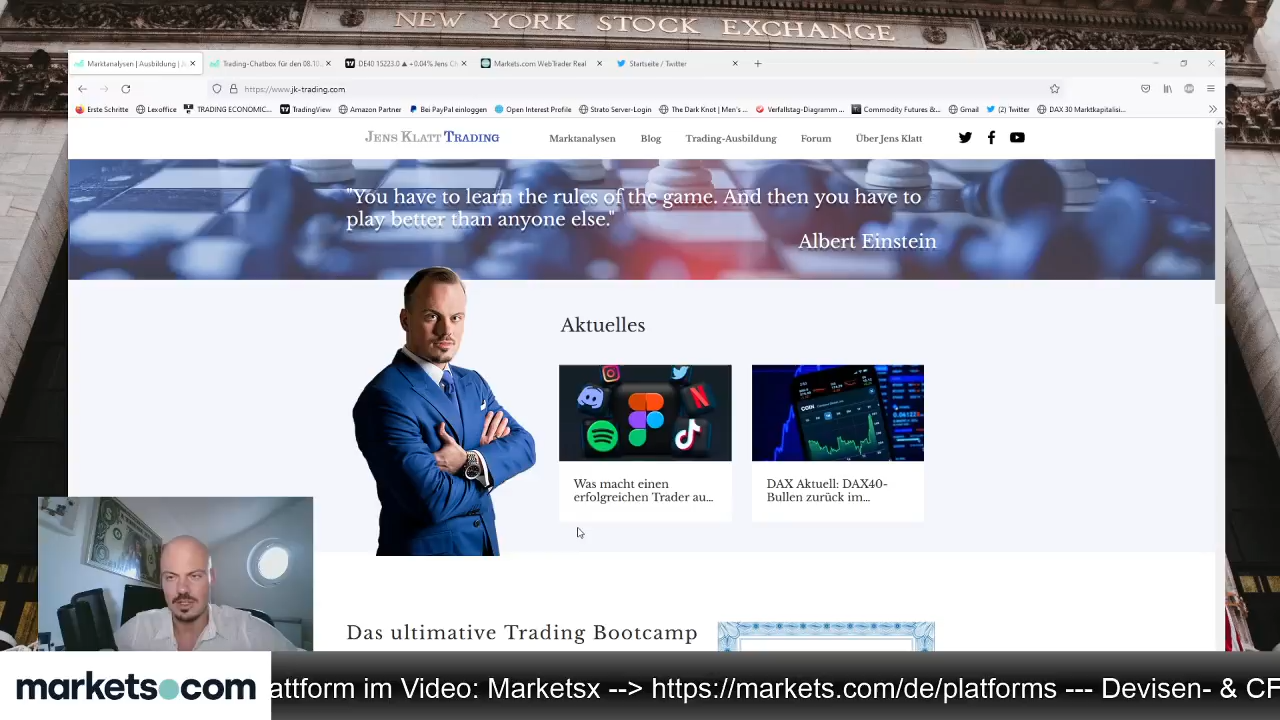 NEW YORK STOCK EXCHANGE
Marktanalysen | Ausbildung | J
Trading-Chatbox für den 08.10.
DE40 15223.0 ▲ +0.04% Jens C
Markets.com WebTrader Real
Startseite / Twitter
https://www.jk-trading.com
Erste Schritte
Lexoffice
TRADING ECONOMIC...
TradingView
Amazon Partner
Bei PayPal einloggen
Open Interest Profile
Strato Server-Login
The Dark Knot | Men's ...
Verfallstag-Diagramm ...
Commodity Futures &...
Gmail
(2) Twitter
DAX 30 Marktkapitalisi...
JENS KLATT TRADING
Marktanalysen
Blog
Trading-Ausbildung
Forum
Über Jens Klatt
"You have to learn the rules of the game. And then you have to
play better than anyone else."
Albert Einstein
Aktuelles
COIN
Was macht einen
erfolgreichen Trader au...
DAX Aktuell: DAX40-
Bullen zurück im...
Das ultimative Trading Bootcamp
markets.com
attform im Video: Marketsx --> https://markets.com/de/platforms --- Devisen- & CF